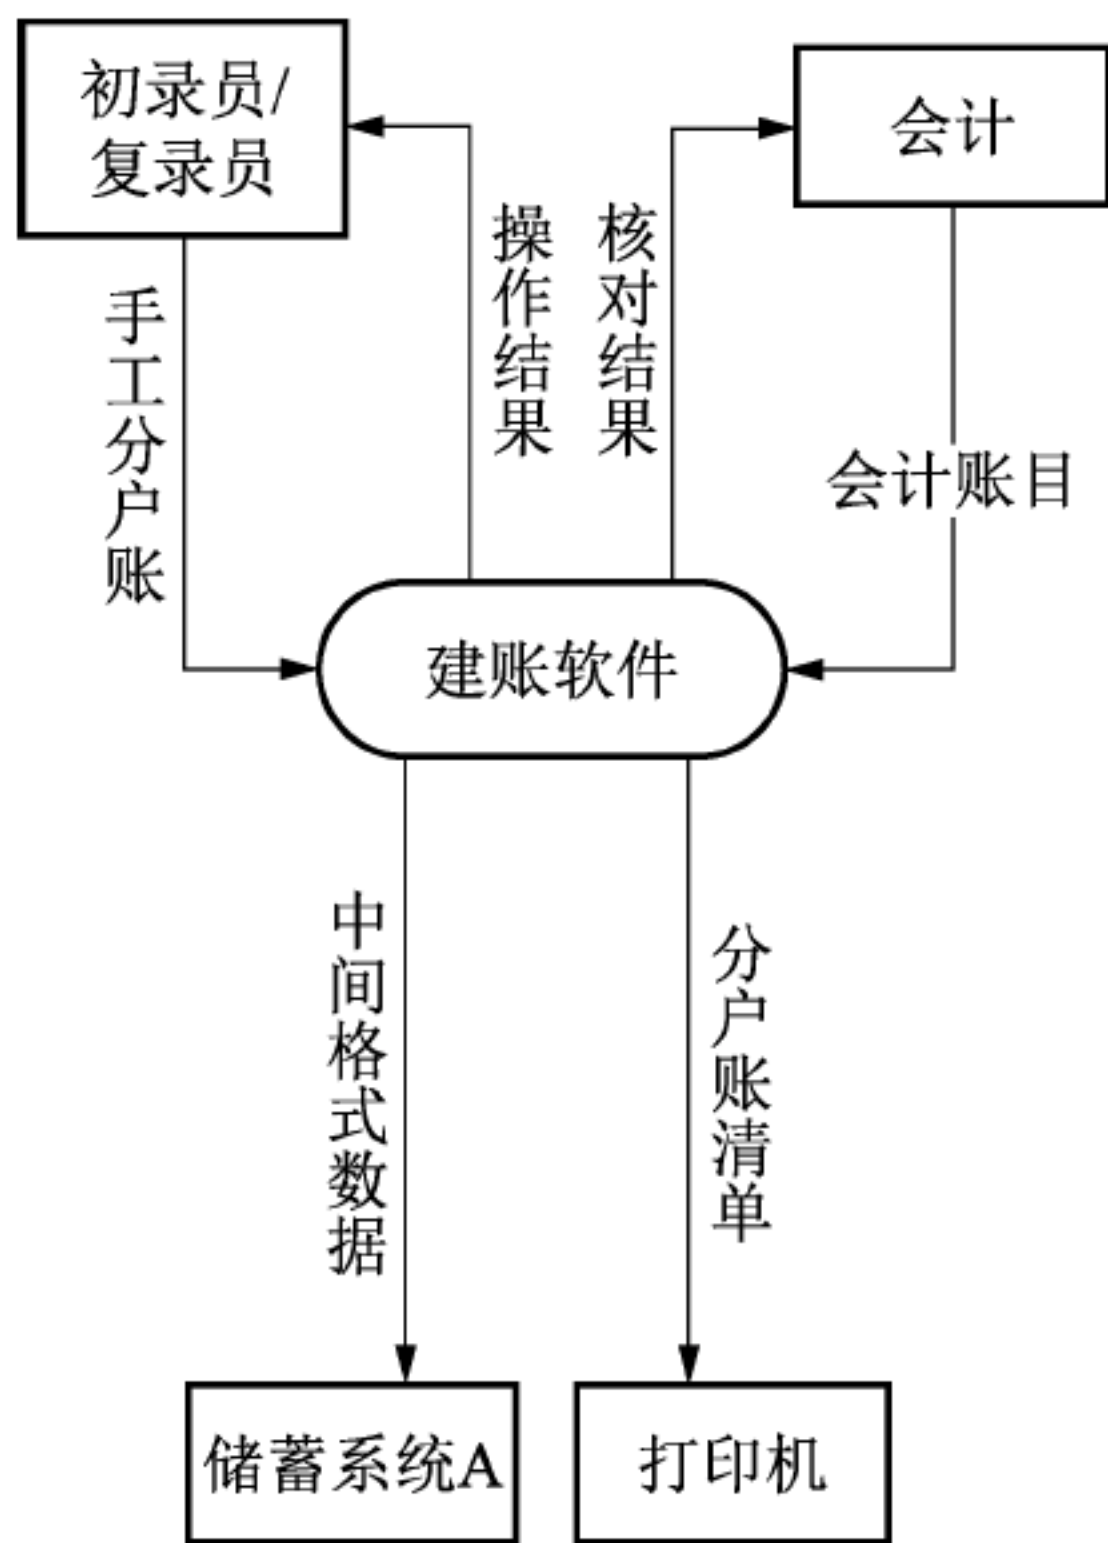 初录员/
复录员
会计
手工分户账
操作结果
核对结果
会计账目
建账软件
中间格式数据
分户账清单
储蓄系统A
打印机